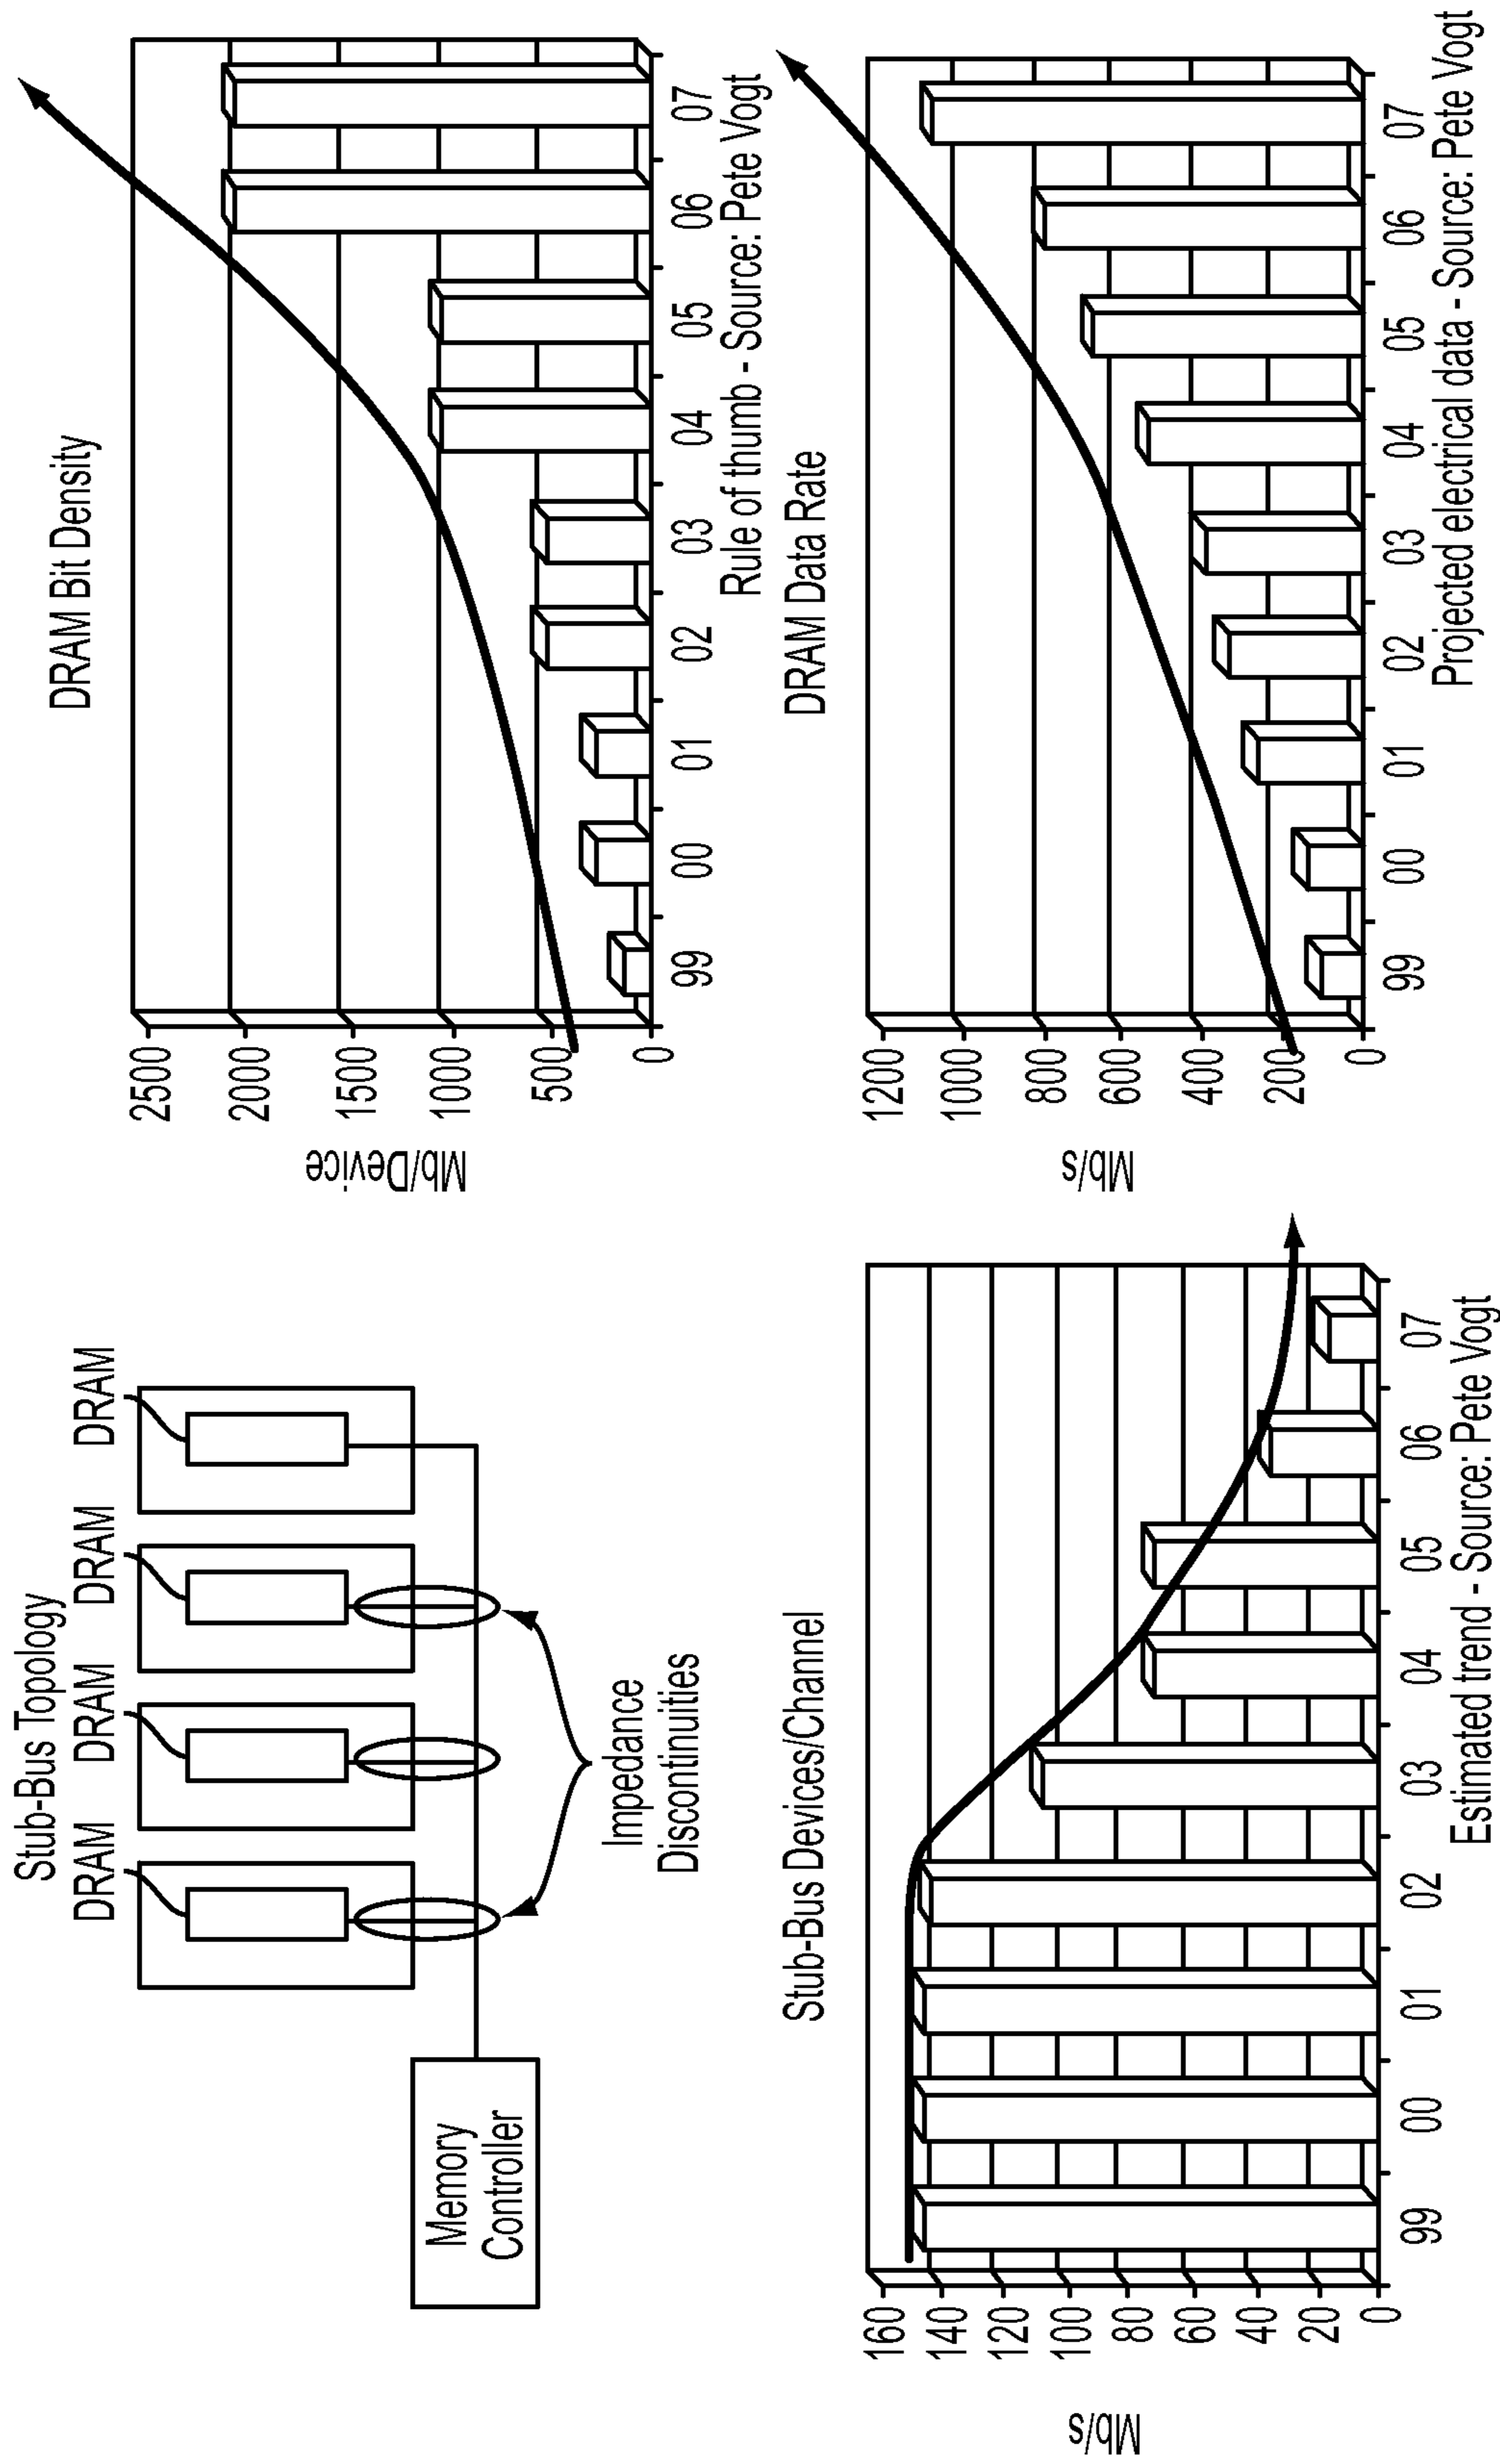 Stub-Bus Topology
DRAM DRAM DRAM DRAM
Memory
Controller
Impedance
Discontinuities
DRAM Bit Density
Mb/Device
2500
2000
1500
1000
500
0
99 00 01 02 03 04 05 06 07
Rule of thumb - Source: Pete Vogt
Stub-Bus Devices/Channel
Mb/s
160
140
120
100
80
60
40
20
0
99 00 01 02 03 04 05 06 07
Estimated trend - Source: Pete Vogt
DRAM Data Rate
Mb/s
1200
1000
800
600
400
200
0
99 00 01 02 03 04 05 06 07
Projected electrical data - Source: Pete Vogt